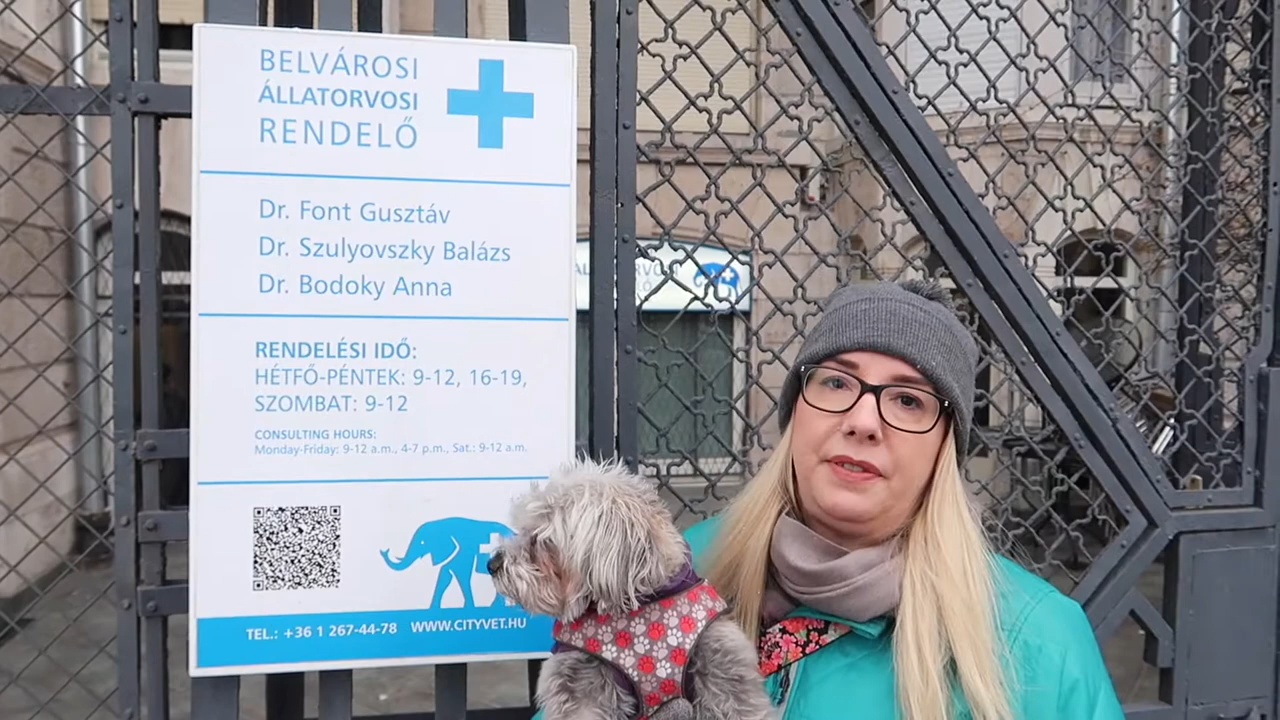 BELVÁROSI
ÁLLATORVOSI
RENDELŐ
Dr. Font Gusztáv
Dr. Szulyovszky Balázs
Dr. Bodoky Anna
RENDELÉSI IDŐ:
HÉTFŐ-PÉNTEK: 9-12, 16-19,
SZOMBAT: 9-12
CONSULTING HOURS:
Monday-Friday: 9-12 a.m., 4-7 p.m., Sat.: 9-12 a.m.
TEL.: +36 1 267-44-78 WWW.CITYVET.HU